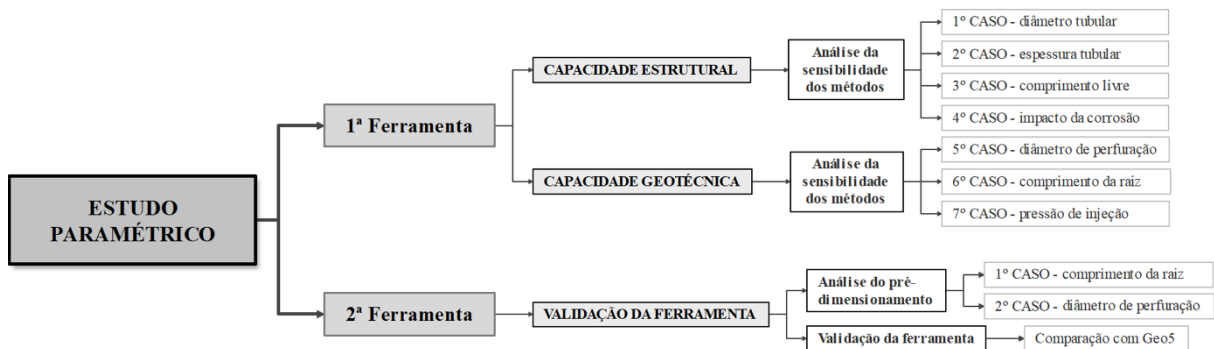 ESTUDO
PARAMÉTRICO
1ª Ferramenta
CAPACIDADE ESTRUTURAL
Análise da
sensibilidade
dos métodos
1º CASO - diâmetro tubular
2º CASO - espessura tubular
3º CASO - comprimento livre
4º CASO - impacto da corrosão
CAPACIDADE GEOTÉCNICA
Análise da
sensibilidade
dos métodos
5º CASO - diâmetro de perfuração
6º CASO - comprimento da raiz
7º CASO - pressão de injeção
2ª Ferramenta
VALIDAÇÃO DA FERRAMENTA
Análise do pré-
dimensionamento
1º CASO - comprimento da raiz
2º CASO - diâmetro de perfuração
Validação da ferramenta
Comparação com Geo5